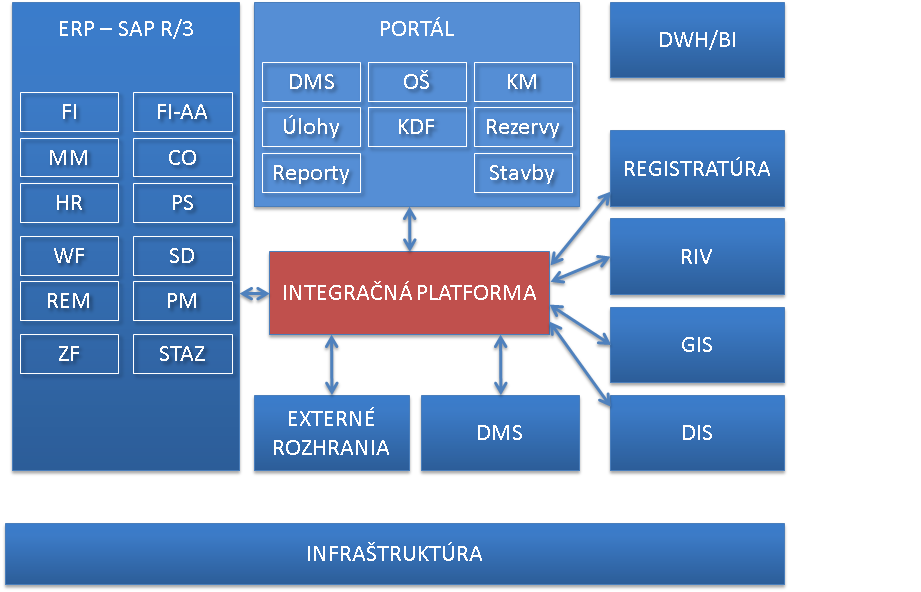 ERP – SAP R/3
FI
FI-AA
MM
CO
HR
PS
WF
SD
REM
PM
ZF
STAZ
PORTÁL
DMS
OŠ
KM
Úlohy
KDF
Rezervy
Reporty
Stavby
DWH/BI
REGISTRATÚRA
RIV
GIS
DIS
INTEGRAČNÁ PLATFORMA
EXTERNÉ
ROZHRANIA
DMS
INFRAŠTRUKTÚRA